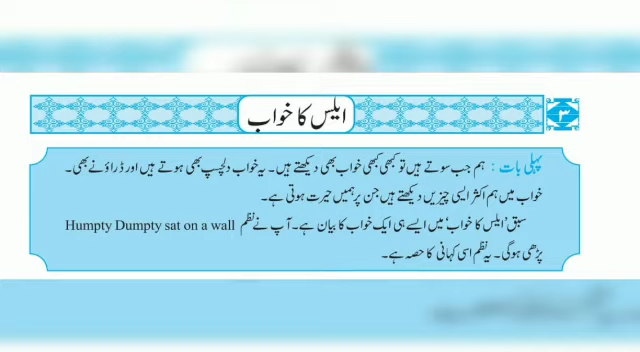 ایلس کا خواب
۳
پہلی بات : ہم جب سوتے ہیں تو کبھی کبھی خواب بھی دیکھتے ہیں۔ یہ خواب دلچسپ بھی ہوتے ہیں اور ڈراؤنے بھی۔
خواب میں ہم اکثر ایسی چیزیں دیکھتے ہیں جن پر ہمیں حیرت ہوتی ہے۔
سبق 'ایلس کا خواب' میں ایسے ہی ایک خواب کا بیان ہے۔ آپ نے نظم Humpty Dumpty sat on a wall
پڑھی ہوگی۔ یہ نظم اسی کہانی کا حصہ ہے۔